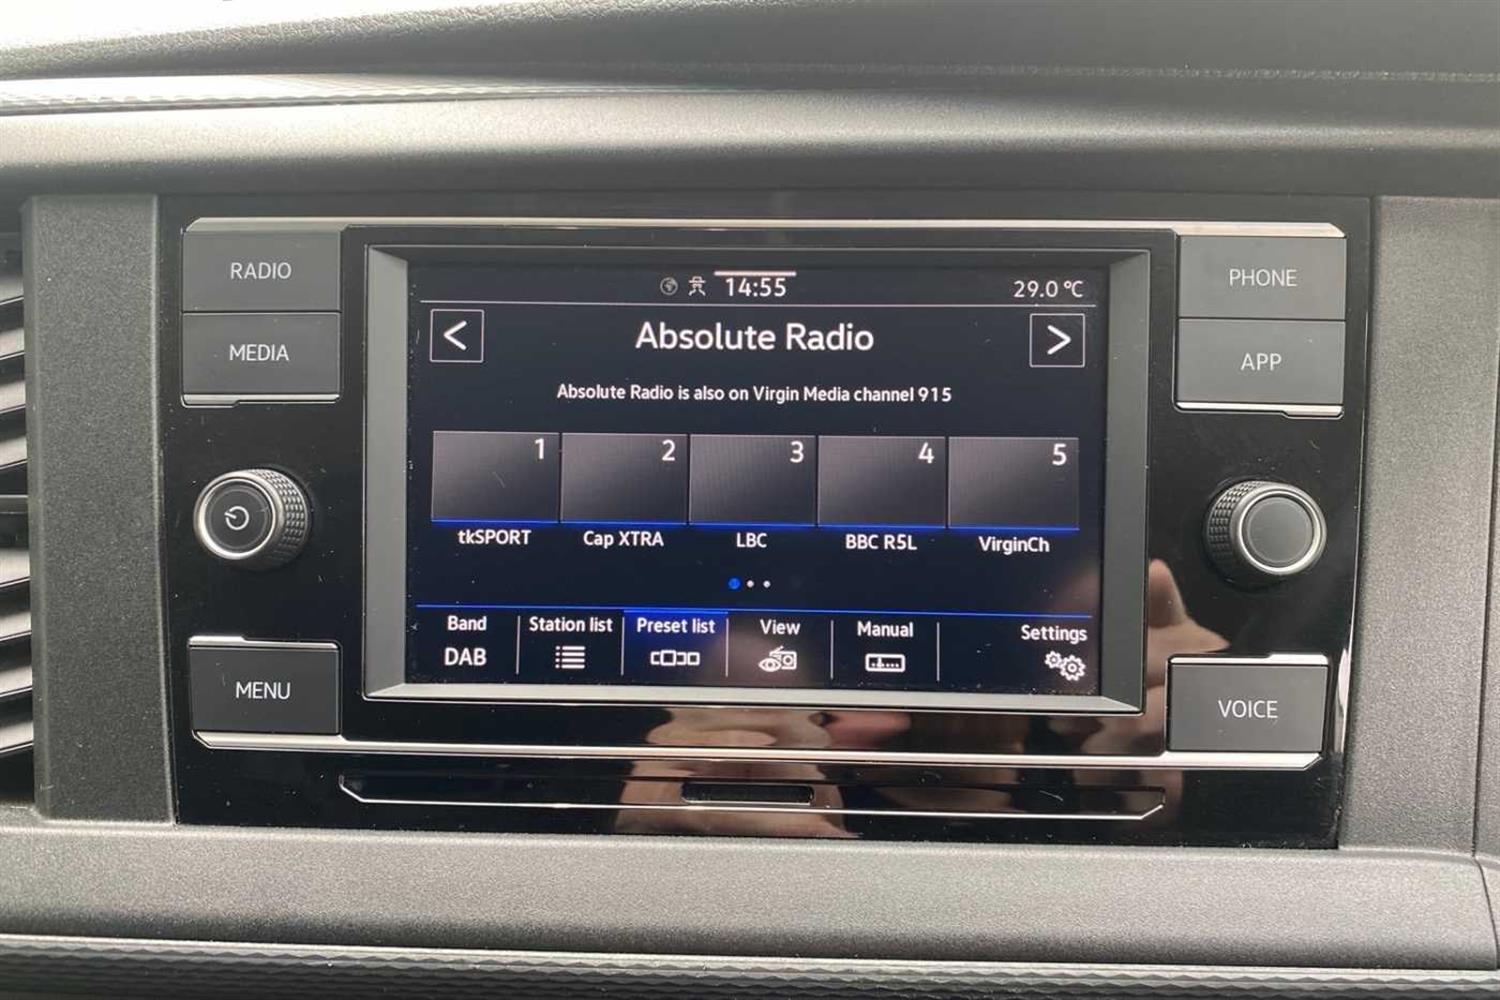 RADIO
MEDIA
MENU
PHONE
APP
VOICE
14:55
29.0 °C
<
Absolute Radio
>
Absolute Radio is also on Virgin Media channel 915
1 2 3 4 5
tkSPORT Cap XTRA LBC BBC R5L VirginCh
Band Station list Preset list View Manual Settings
DAB